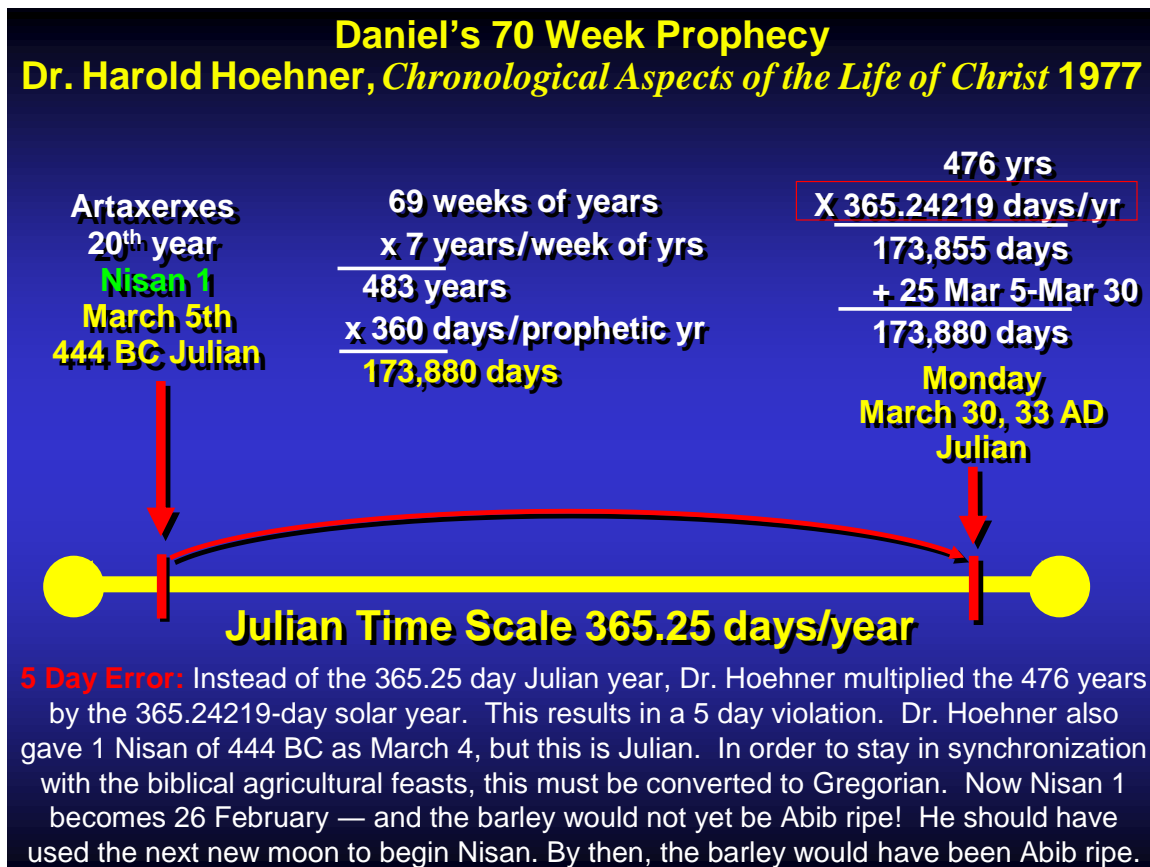 Daniel's 70 Week Prophecy
Dr. Harold Hoehner, Chronological Aspects of the Life of Christ 1977
Artaxerxes
20th year
Nisan 1
March 5th
444 BC Julian
69 weeks of years
x 7 years/week of yrs
483 years
x 360 days/prophetic yr
173,880 days
476 yrs
X 365.24219 days/yr
173,855 days
+ 25 Mar 5-Mar 30
173,880 days
Monday
March 30, 33 AD
Julian
Julian Time Scale 365.25 days/year
5 Day Error: Instead of the 365.25 day Julian year, Dr. Hoehner multiplied the 476 years
by the 365.24219-day solar year. This results in a 5 day violation. Dr. Hoehner also
gave 1 Nisan of 444 BC as March 4, but this is Julian. In order to stay in synchronization
with the biblical agricultural feasts, this must be converted to Gregorian. Now Nisan 1
becomes 26 February — and the barley would not yet be Abib ripe! He should have
used the next new moon to begin Nisan. By then, the barley would have been Abib ripe.